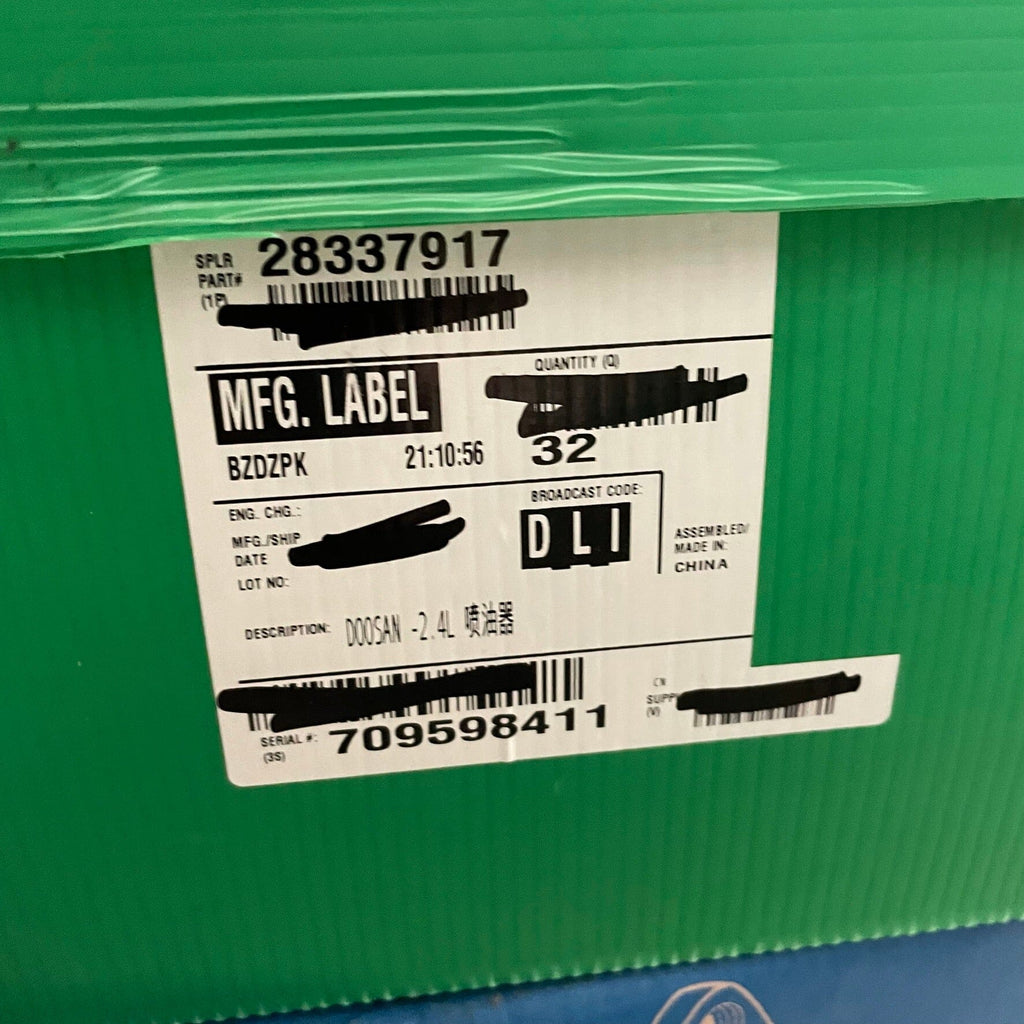 SPLR 28337917
PART#
(1P)
QUANTITY (Q)
MFG. LABEL
BZDZPK 21:10:56 32
ENG. CHG.: BROADCAST CODE:
MFG./SHIP DATE
D L I
ASSEMBLED/
MADE IN:
CHINA
LOT NO:
DESCRIPTION: DOOSAN -2.4L 喷油器
SERIAL #: 709598411
(3S)
CN
(V)